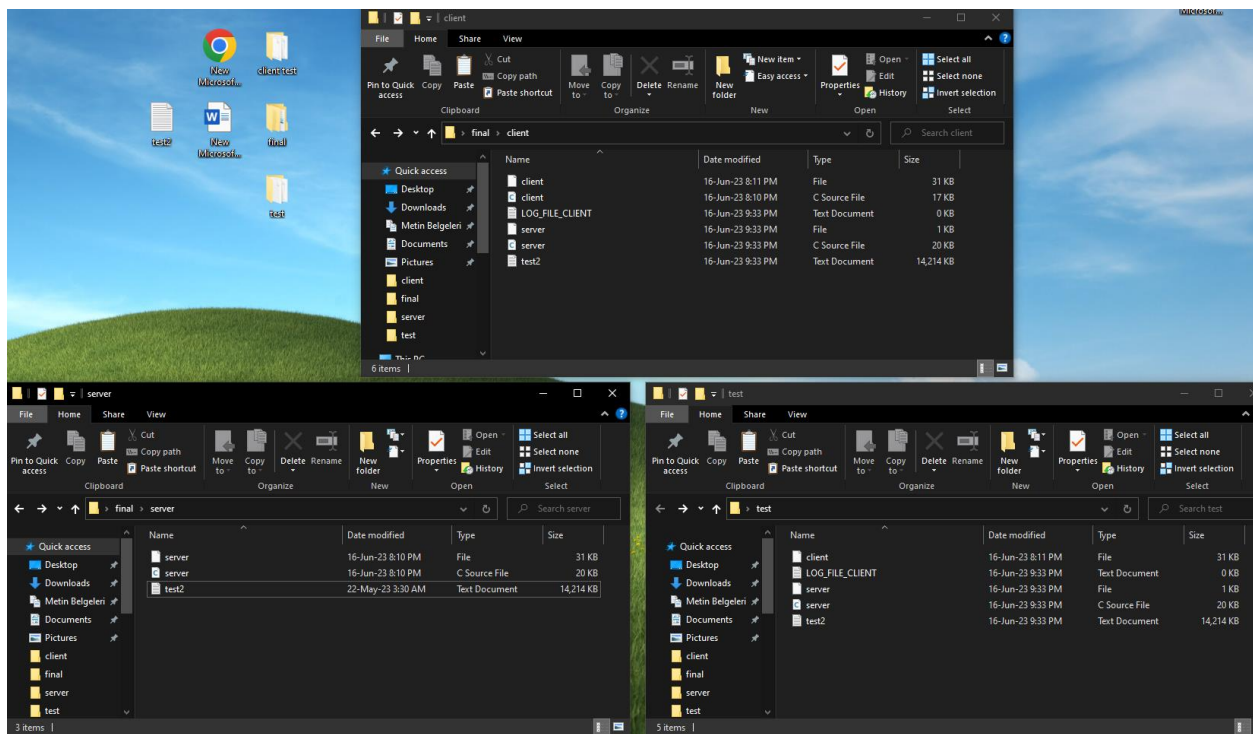 Microsof...
New
Microsof...
client test
test2
New
Microsof...
final
test
client
File Home Share View
Pin to Quick
access
Copy
Paste
Cut
Copy path
Paste shortcut
Move
to
Copy
to
Delete
Rename
New
folder
New item
Easy access
Properties
Open
Edit
History
Select all
Select none
Invert selection
Clipboard Organize New Open Select
› final › client
Search client
Quick access
Desktop
Downloads
Metin Belgeleri
Documents
Pictures
client
final
server
test
This PC
Name Date modified Type Size
client 16-Jun-23 8:11 PM File 31 KB
client 16-Jun-23 8:10 PM C Source File 17 KB
LOG_FILE_CLIENT 16-Jun-23 9:33 PM Text Document 0 KB
server 16-Jun-23 9:33 PM File 1 KB
server 16-Jun-23 9:33 PM C Source File 20 KB
test2 16-Jun-23 9:33 PM Text Document 14,214 KB
6 items
server
File Home Share View
Pin to Quick
access
Copy
Paste
Cut
Copy path
Paste shortcut
Move
to
Copy
to
Delete
Rename
New
folder
Properties
Open
Edit
History
Select all
Select none
Invert selection
Clipboard Organize New Open Select
› final › server
Search server
Quick access
Desktop
Downloads
Metin Belgeleri
Documents
Pictures
client
final
server
test
Name Date modified Type Size
server 16-Jun-23 8:10 PM File 31 KB
server 16-Jun-23 8:10 PM C Source File 20 KB
test2 22-May-23 3:30 AM Text Document 14,214 KB
3 items
test
File Home Share View
Pin to Quick
access
Copy
Paste
Cut
Copy path
Paste shortcut
Move
to
Copy
to
Delete
Rename
New
folder
Properties
Open
Edit
History
Select all
Select none
Invert selection
Clipboard Organize New Open Select
› test
Search test
Quick access
Desktop
Downloads
Metin Belgeleri
Documents
Pictures
client
final
server
test
Name Date modified Type Size
client 16-Jun-23 8:11 PM File 31 KB
LOG_FILE_CLIENT 16-Jun-23 9:33 PM Text Document 0 KB
server 16-Jun-23 9:33 PM File 1 KB
server 16-Jun-23 9:33 PM C Source File 20 KB
test2 16-Jun-23 9:33 PM Text Document 14,214 KB
5 items